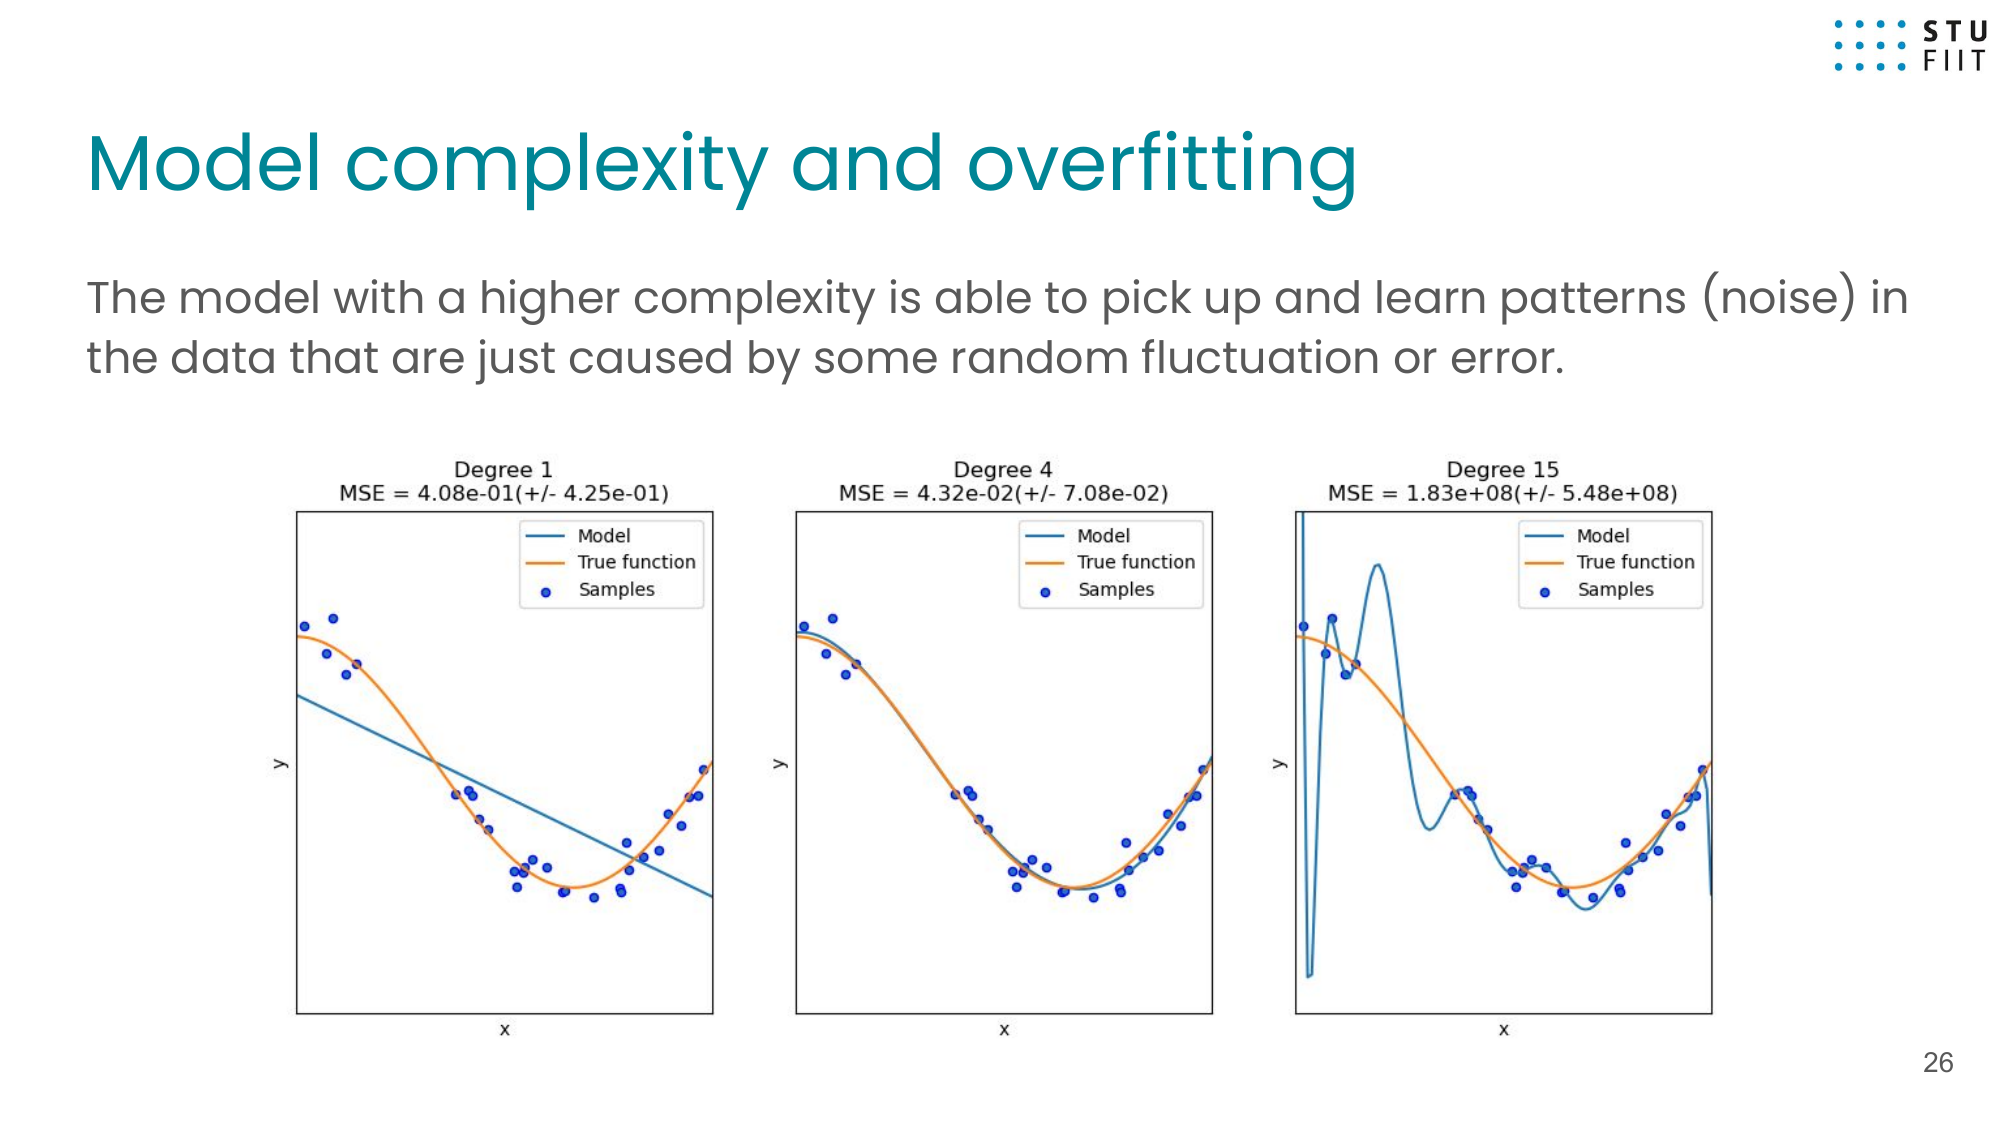 STU
FIIT
Model complexity and overfitting
The model with a higher complexity is able to pick up and learn patterns (noise) in
the data that are just caused by some random fluctuation or error.
Degree 1
MSE = 4.08e-01(+/- 4.25e-01)
Model
True function
Samples
y
x
Degree 4
MSE = 4.32e-02(+/- 7.08e-02)
Model
True function
Samples
y
x
Degree 15
MSE = 1.83e+08(+/- 5.48e+08)
Model
True function
Samples
y
x
26